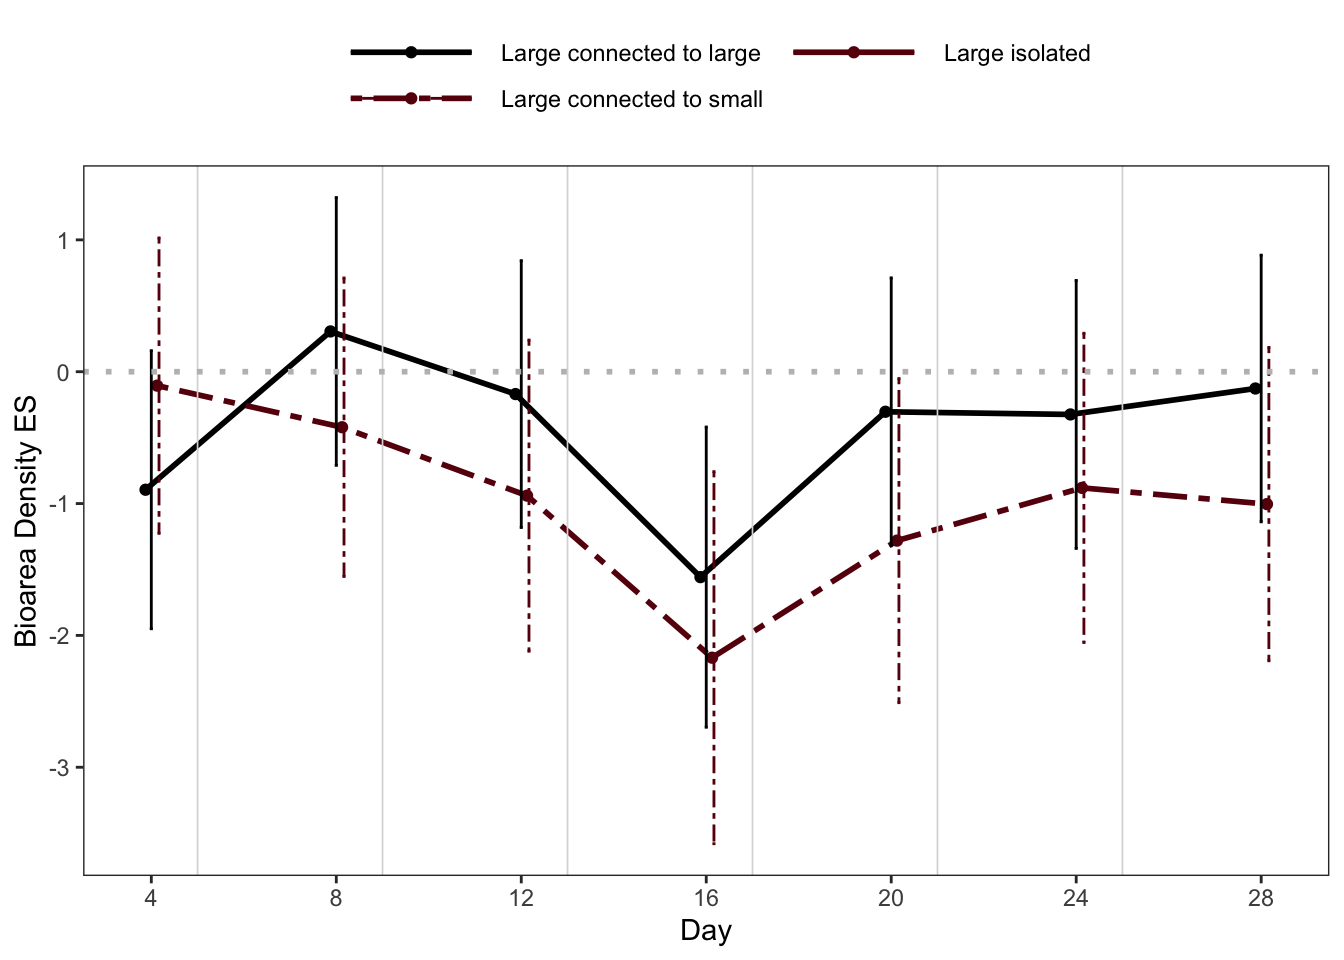 Large connected to large
Large isolated
Large connected to small
Bioarea Density ES
1
0
-1
-2
-3
4 8 12 16 20 24 28
Day